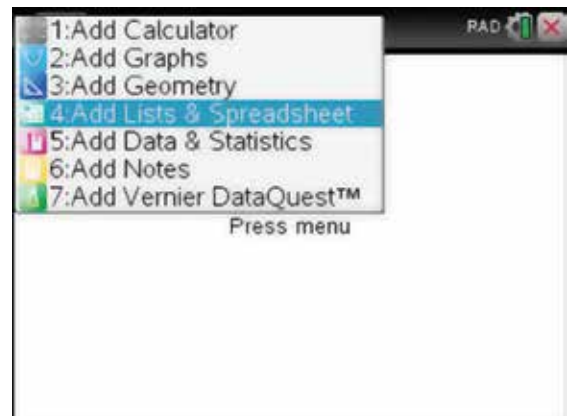 1:Add Calculator
RAD
2:Add Graphs
3:Add Geometry
4:Add Lists & Spreadsheet
5:Add Data & Statistics
6:Add Notes
7:Add Vernier DataQuest™
Press menu